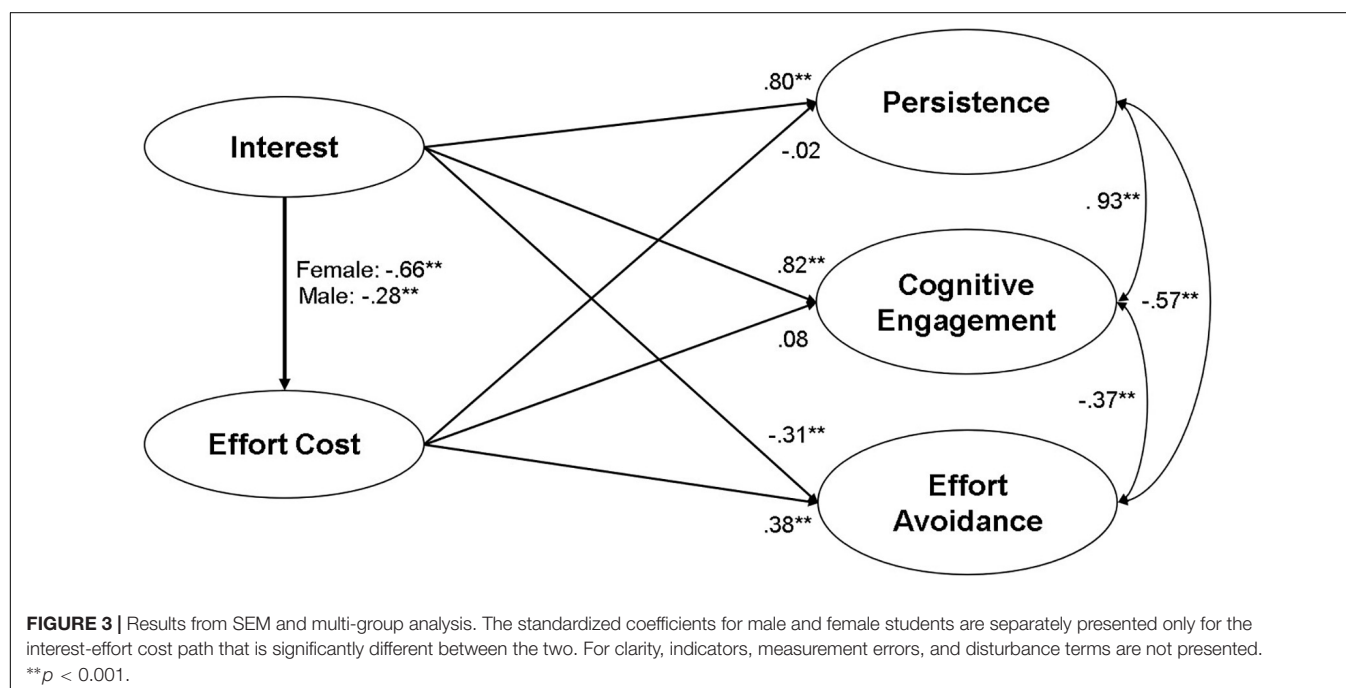 .80**
Persistence
Interest
-.02
. 93**
Female: -.66**
Male: -.28**
.82**
Cognitive
Engagement
-.57**
.08
-.37**
Effort Cost
-.31**
Effort
Avoidance
.38**
FIGURE 3 | Results from SEM and multi-group analysis. The standardized coefficients for male and female students are separately presented only for the
interest-effort cost path that is significantly different between the two. For clarity, indicators, measurement errors, and disturbance terms are not presented.
**p < 0.001.